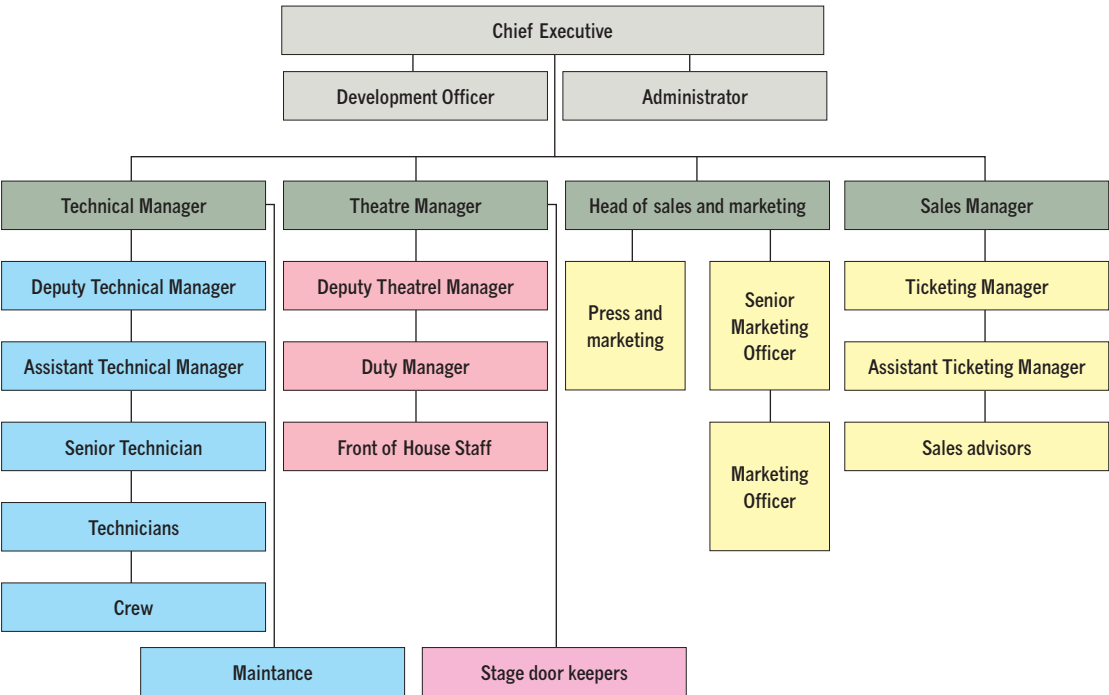 Chief Executive
Development Officer
Administrator
Technical Manager
Theatre Manager
Head of sales and marketing
Sales Manager
Deputy Technical Manager
Deputy Theatrel Manager
Press and
marketing
Senior
Marketing
Officer
Ticketing Manager
Assistant Technical Manager
Duty Manager
Assistant Ticketing Manager
Senior Technician
Front of House Staff
Marketing
Officer
Sales advisors
Technicians
Crew
Maintance
Stage door keepers